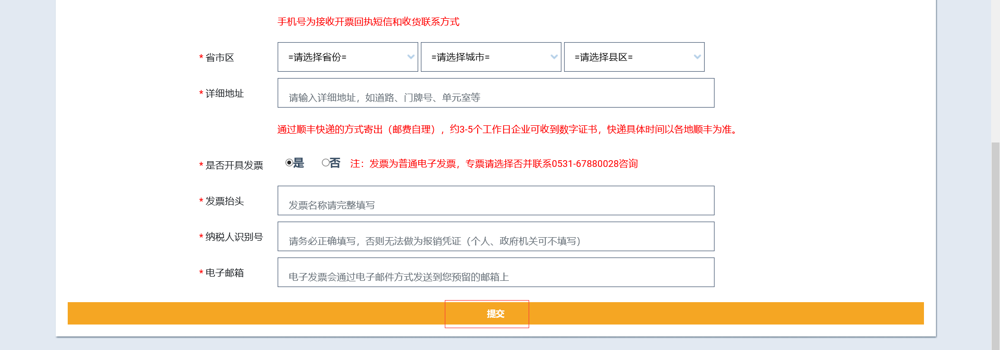 手机号为接收开票回执短信和收货联系方式
* 省市区 =请选择省份= =请选择城市= =请选择县区=
* 详细地址 请输入详细地址，如道路、门牌号、单元室等
通过顺丰快递的方式寄出（邮费自理），约3-5个工作日企业可收到数字证书，快递具体时间以各地顺丰为准。
* 是否开具发票 是 否 注：发票为普通电子发票，专票请选择否并联系0531-67880028咨询
* 发票抬头 发票名称请完整填写
* 纳税人识别号 请务必正确填写，否则无法做为报销凭证（个人、政府机关可不填写）
* 电子邮箱 电子发票会通过电子邮件方式发送到您预留的邮箱上
提交